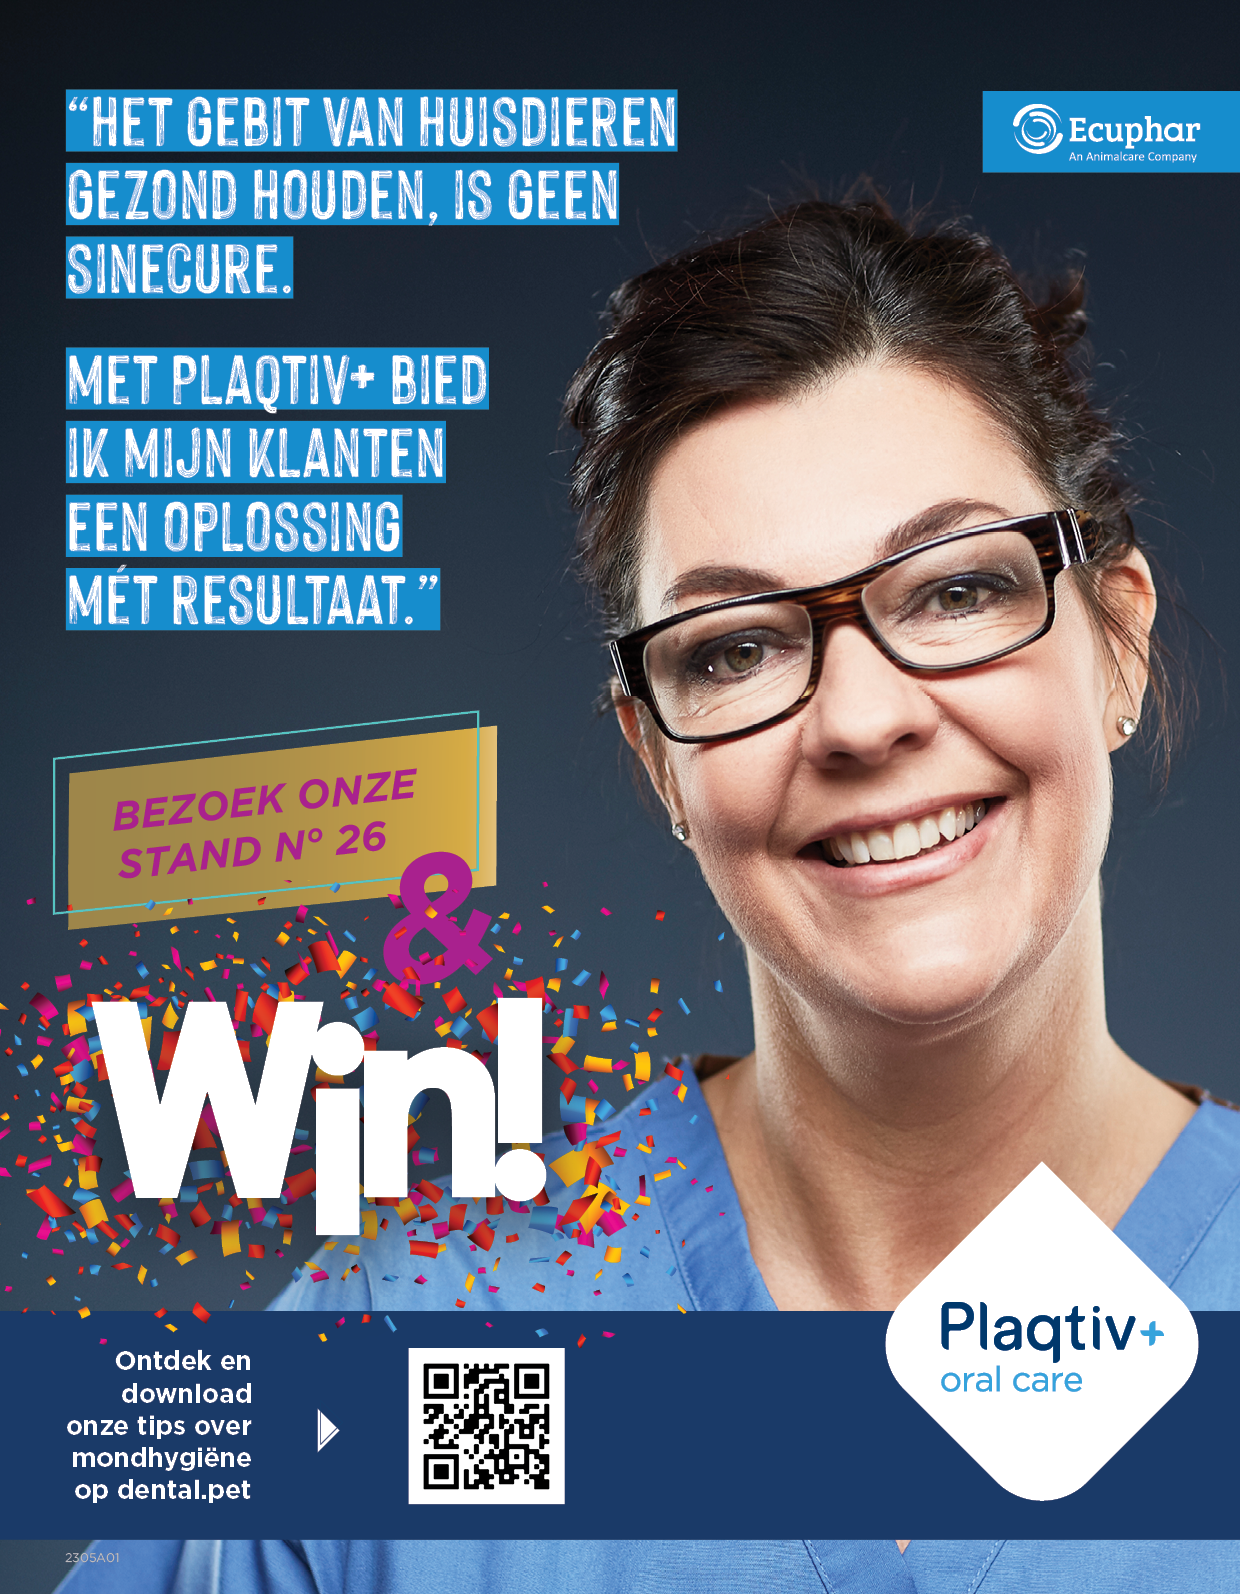 “HET GEBIT VAN HUISDIEREN
GEZOND HOUDEN, IS GEEN
SINECURE.
MET PLAQTIV+ BIED
IK MIJN KLANTEN
EEN OPLOSSING
MÉT RESULTAAT.”
Ecuphar
An Animalcare Company
BEZOEK ONZE
STAND N° 26
&
Win!
Ontdek en
download
onze tips over
mondhygiëne
op dental.pet
Plaqtiv+
oral care
2305A01